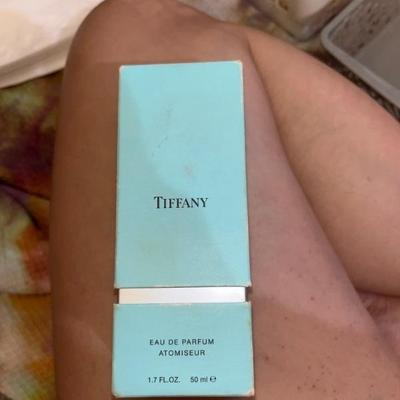 TIFFANY
EAU DE PARFUM
ATOMISEUR
1.7 FL.OZ. 50 ml ℮